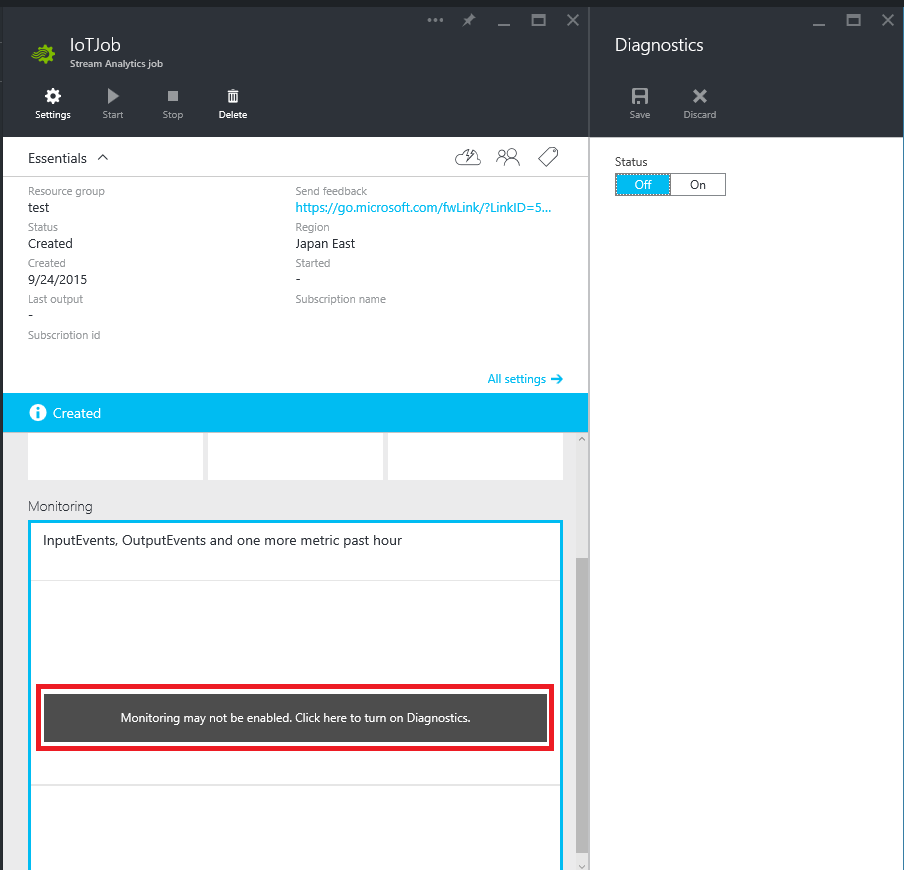 IoTJob
Stream Analytics job
Settings
Start
Stop
Delete
Essentials
Resource group
test
Status
Created
Created
9/24/2015
Last output
-
Subscription id
Send feedback
https://go.microsoft.com/fwLink/?LinkID=5...
Region
Japan East
Started
-
Subscription name
All settings
Created
Monitoring
InputEvents, OutputEvents and one more metric past hour
Monitoring may not be enabled. Click here to turn on Diagnostics.
Diagnostics
Save
Discard
Status
Off On